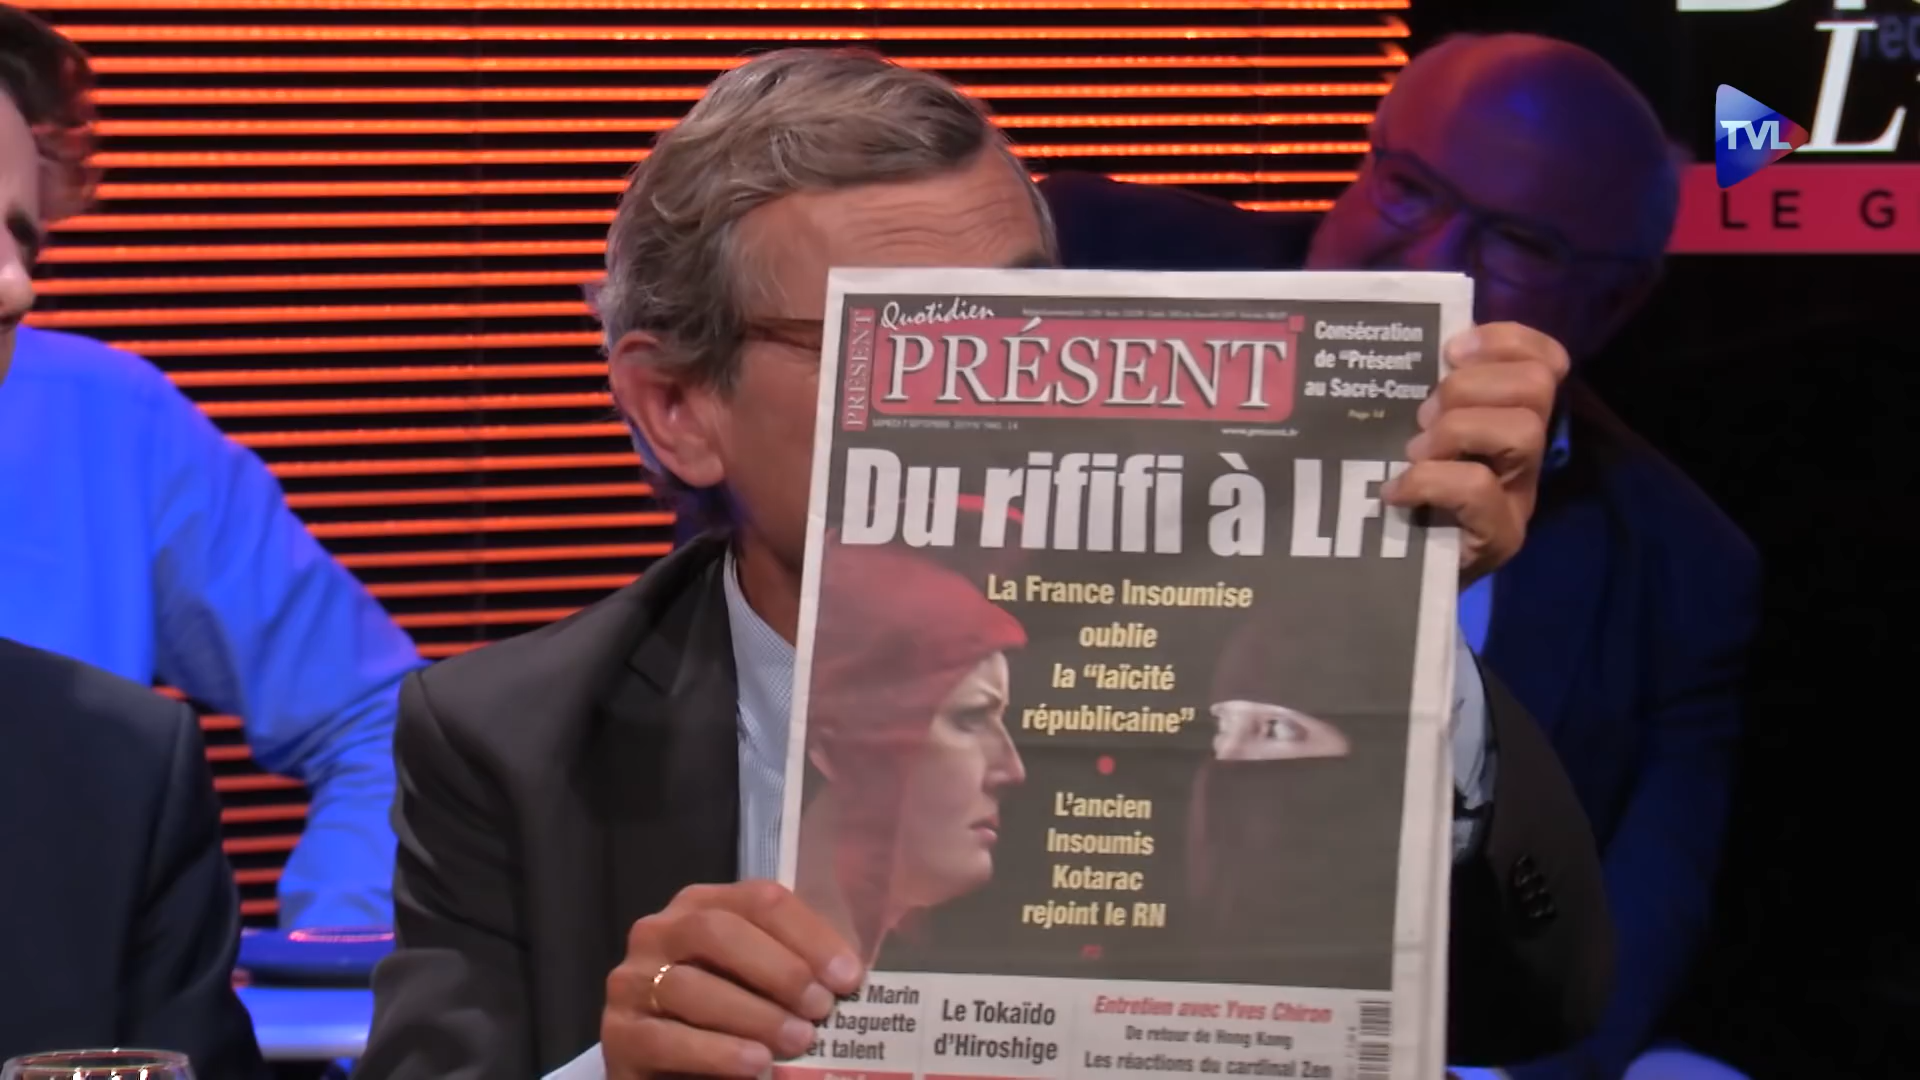 L'
TVL
LE G
Quotidien
PRÉSENT
PRÉSENT
Consécration
de "Présent"
au Sacré-Cœur
Page 14
www.present.fr
Du rififi à LFI
La France Insoumise
oublie
la "laïcité
républicaine"
L'ancien
Insoumis
Kotarac
rejoint le RN
Marin
baguette
et talent
Le Tokaïdo
d'Hiroshige
Entretien avec Yves Chiron
De retour de Hong Kong
Les réactions du cardinal Zen